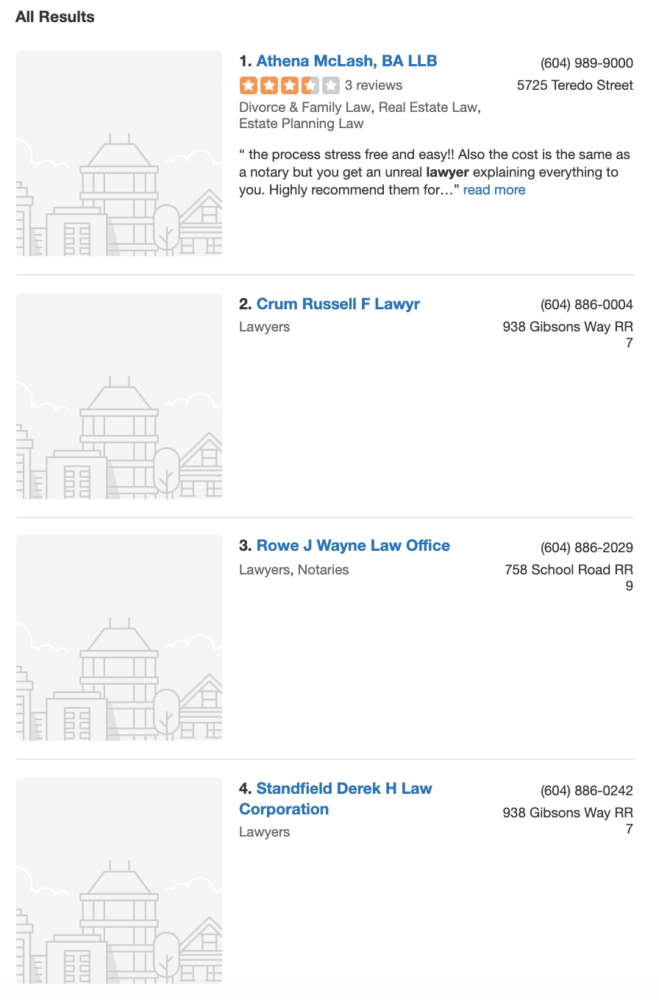 All Results
1. Athena McLash, BA LLB
(604) 989-9000
3 reviews
5725 Teredo Street
Divorce & Family Law, Real Estate Law,
Estate Planning Law
“ the process stress free and easy!! Also the cost is the same as
a notary but you get an unreal lawyer explaining everything to
you. Highly recommend them for…” read more
2. Crum Russell F Lawyr
(604) 886-0004
Lawyers
938 Gibsons Way RR
7
3. Rowe J Wayne Law Office
(604) 886-2029
Lawyers, Notaries
758 School Road RR
9
4. Standfield Derek H Law
Corporation
(604) 886-0242
Lawyers
938 Gibsons Way RR
7